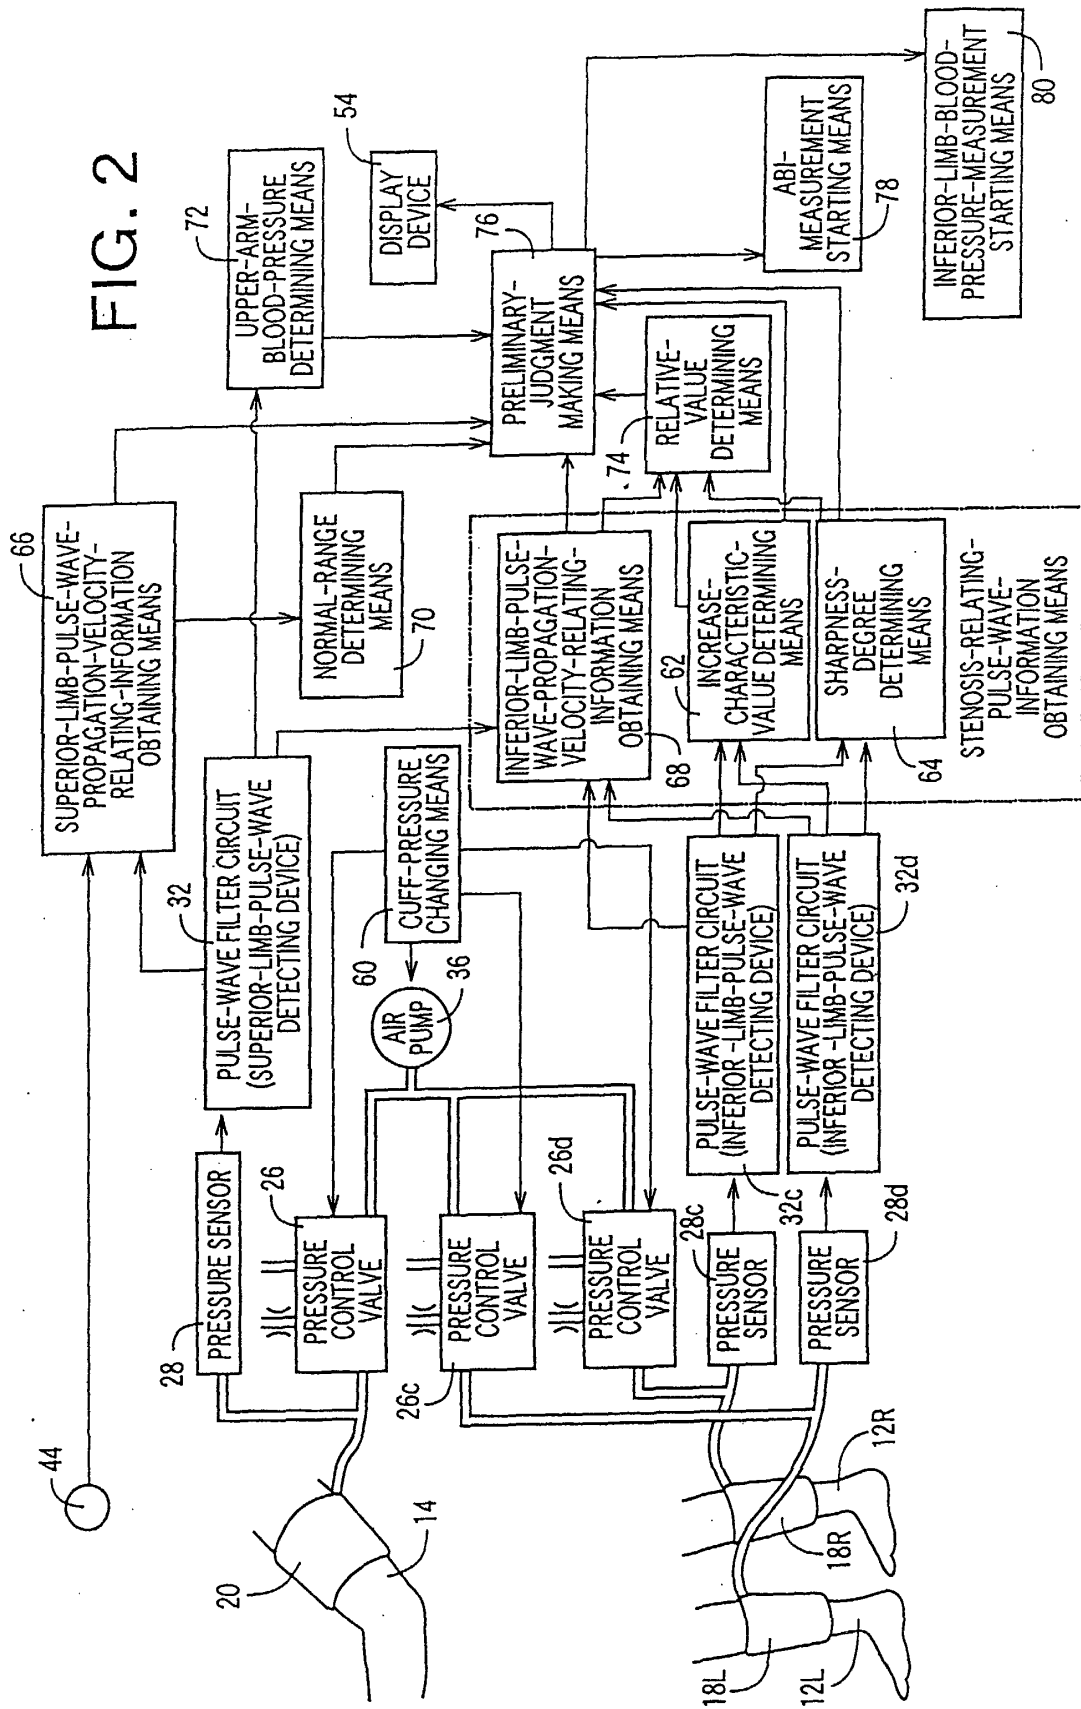 FIG. 2
44
66
SUPERIOR-LIMB-PULSE-WAVE-
PROPAGATION-VELOCITY-
RELATING-INFORMATION
OBTAINING MEANS
72
UPPER-ARM-
BLOOD-PRESSURE
DETERMINING MEANS
28
PRESSURE SENSOR
32
PULSE-WAVE FILTER CIRCUIT
(SUPERIOR-LIMB-PULSE-WAVE
DETECTING DEVICE)
NORMAL-RANGE
DETERMINING
MEANS
70
54
DISPLAY
DEVICE
20
14
26
PRESSURE
CONTROL
VALVE
AIR
PUMP
36
60
CUFF-PRESSURE
CHANGING MEANS
76
PRELIMINARY-
JUDGMENT
MAKING MEANS
26c
PRESSURE
CONTROL
VALVE
INFERIOR-LIMB-PULSE-
WAVE-PROPAGATION-
VELOCITY-RELATING-
INFORMATION
OBTAINING MEANS
68
74
RELATIVE-
VALUE
DETERMINING
MEANS
26d
PRESSURE
CONTROL
VALVE
62
INCREASE-
CHARACTERISTIC-
VALUE DETERMINING
MEANS
ABI-
MEASUREMENT
STARTING MEANS
78
28c
PRESSURE
SENSOR
32c
PULSE-WAVE FILTER CIRCUIT
(INFERIOR-LIMB-PULSE-WAVE
DETECTING DEVICE)
SHARPNESS-
DEGREE
DETERMINING
MEANS
64
PRESSURE
SENSOR
28d
PULSE-WAVE FILTER CIRCUIT
(INFERIOR-LIMB-PULSE-WAVE
DETECTING DEVICE)
32d
18L
12L
18R
12R
STENOSIS-RELATING-
PULSE-WAVE-
INFORMATION
OBTAINING MEANS
INFERIOR-LIMB-BLOOD-
PRESSURE-MEASUREMENT
STARTING MEANS
80